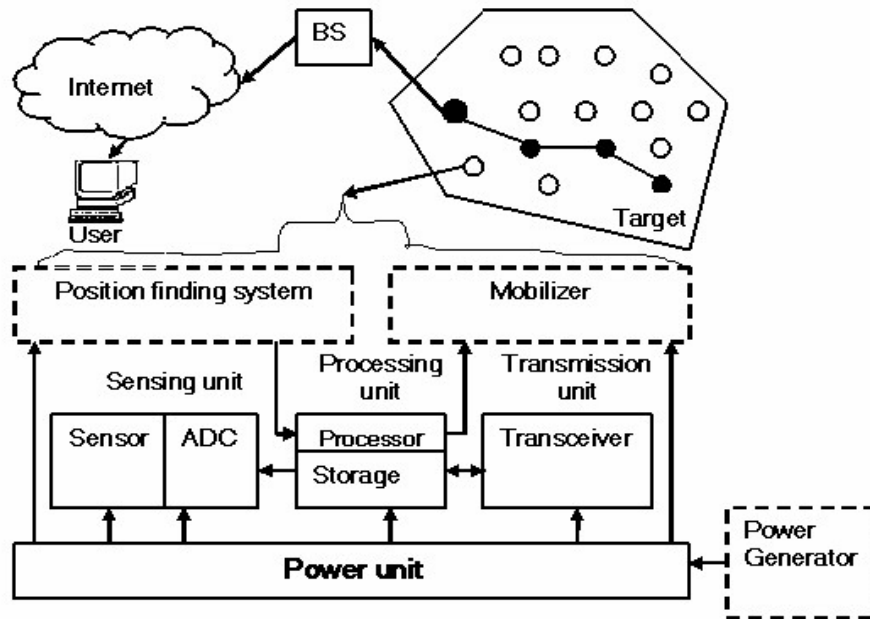 BS
Internet
User
Target
Position finding system
Mobilizer
Sensing unit
Processing
unit
Transmission
unit
Sensor
ADC
Processor
Storage
Transceiver
Power unit
Power
Generator